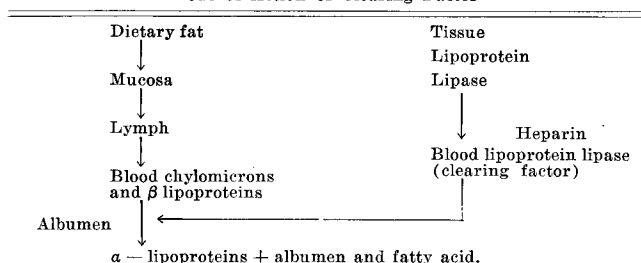 Dietary fat
Mucosa
Lymph
Blood chylomicrons
and β lipoproteins
Albumen
Tissue
Lipoprotein
Lipase
Heparin
Blood lipoprotein lipase
(clearing factor)
α – lipoproteins + albumen and fatty acid.